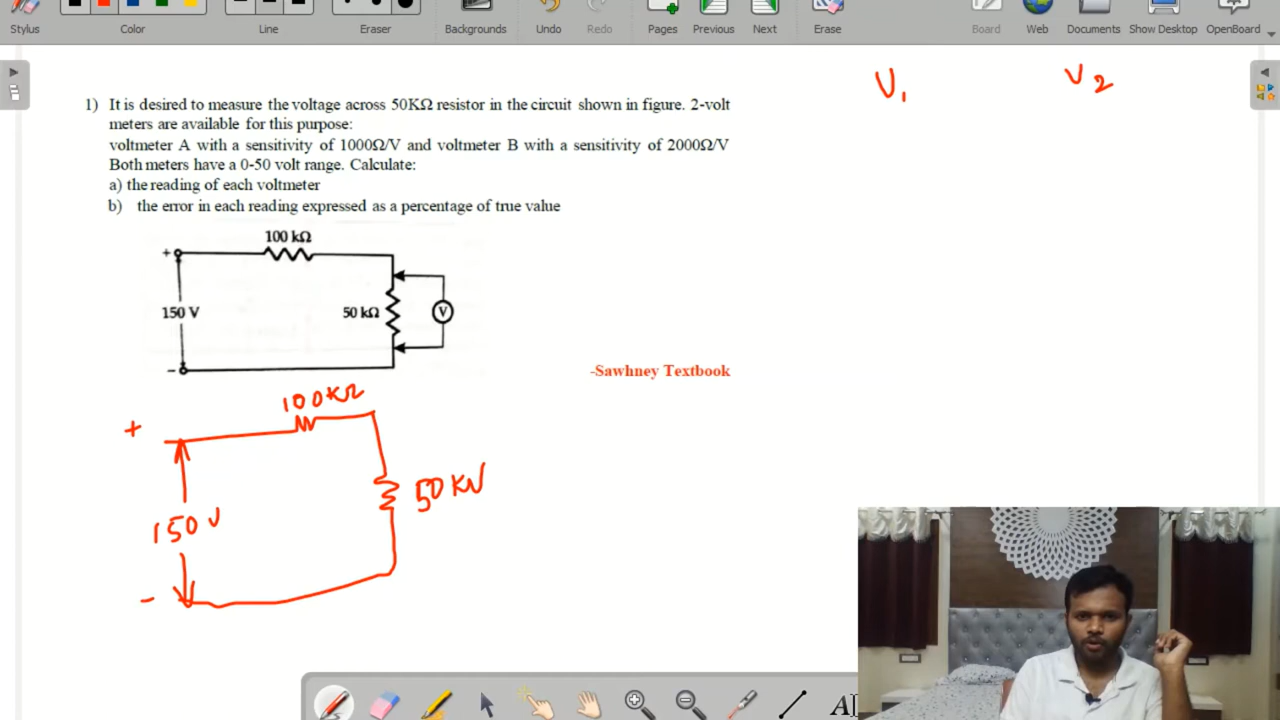 Stylus Color Line Eraser Backgrounds Undo Redo Pages Previous Next Erase Board Web Documents Show Desktop OpenBoard
V1 V2
1) It is desired to measure the voltage across 50KΩ resistor in the circuit shown in figure. 2-volt
meters are available for this purpose:
voltmeter A with a sensitivity of 1000Ω/V and voltmeter B with a sensitivity of 2000Ω/V
Both meters have a 0-50 volt range. Calculate:
a) the reading of each voltmeter
b) the error in each reading expressed as a percentage of true value
100 kΩ
+
150 V
50 kΩ
V
-
-Sawhney Textbook
100KΩ
+
150 V
50 KΩ
-
A